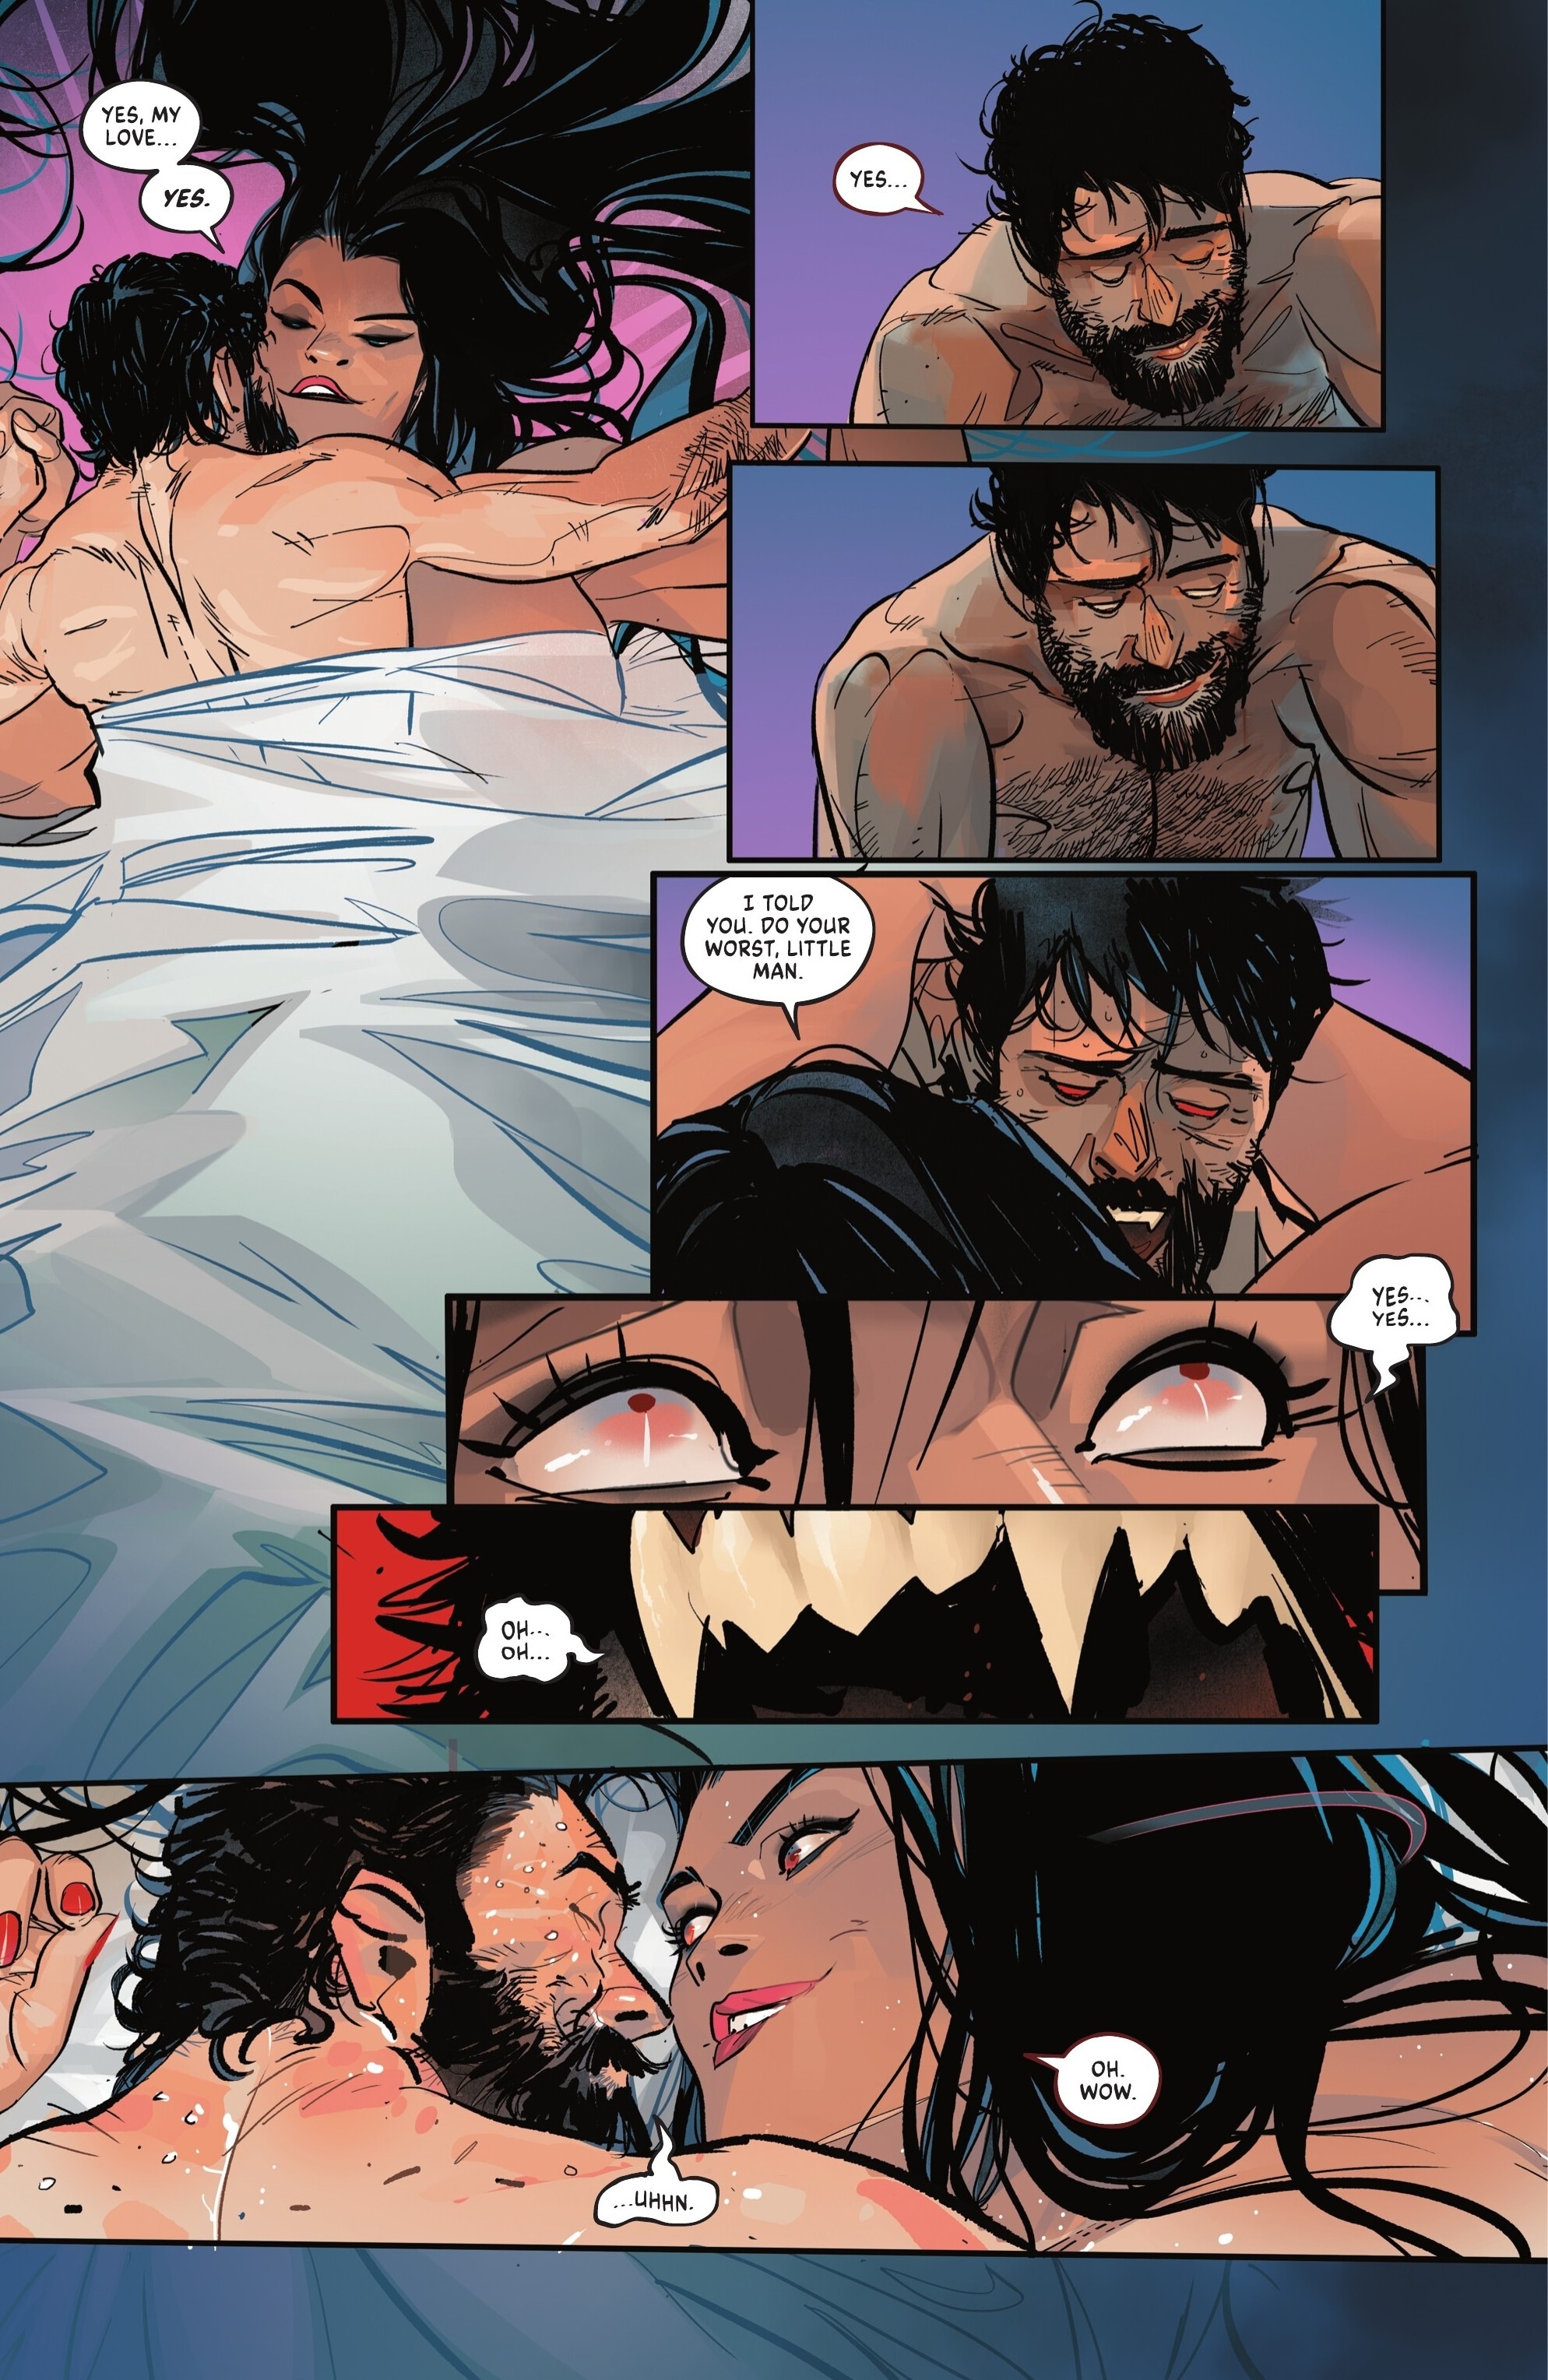 YES, MY
LOVE...
YES.
YES...
I TOLD
YOU. DO YOUR
WORST, LITTLE
MAN.
YES...
YES...
OH...
OH...
...UHHN.
OH.
WOW.